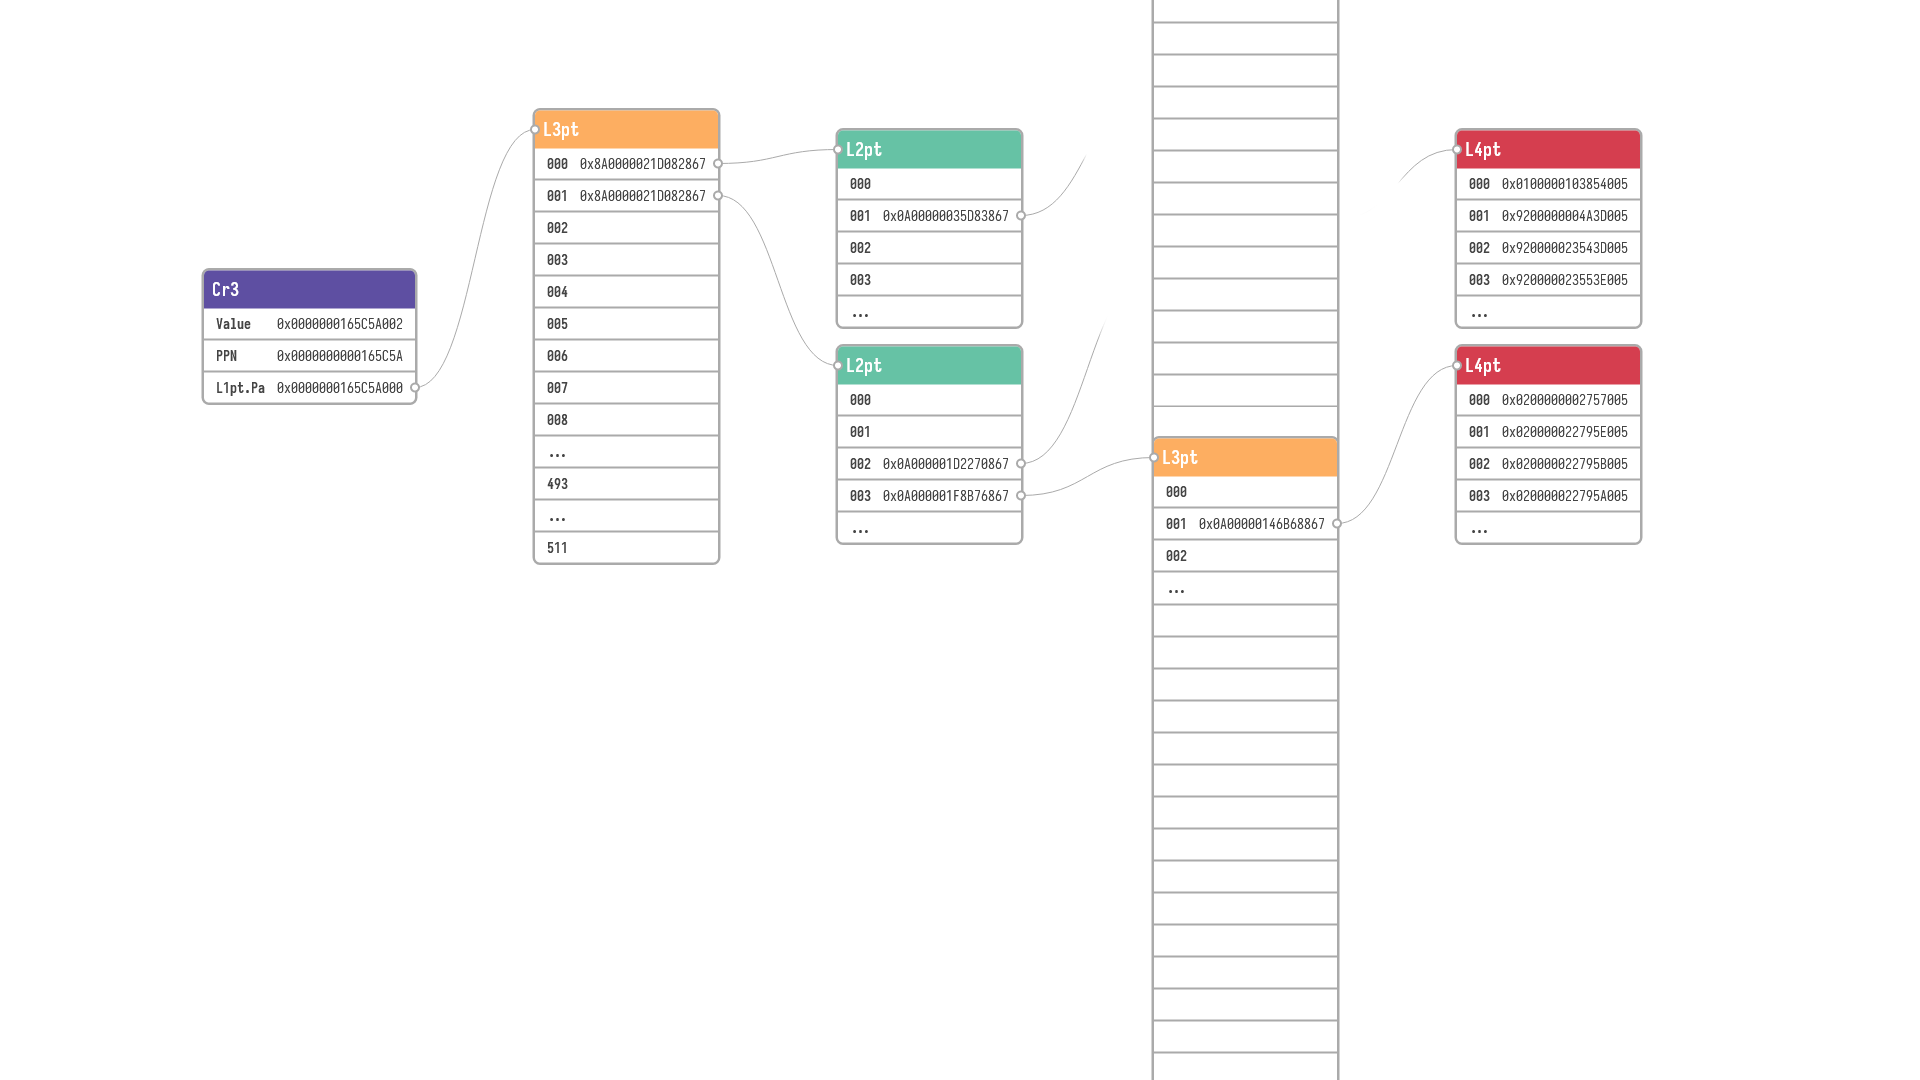 Cr3
Value 0x0000000165C5A002
PPN 0x0000000000165C5A
L1pt.Pa 0x0000000165C5A000
L3pt
000 0x8A0000021D082867
001 0x8A0000021D082867
002
003
004
005
006
007
008
...
493
...
511
L2pt
000
001 0x0A00000035D83867
002
003
...
L2pt
000
001
002 0x0A000001D2270867
003 0x0A000001F8B76867
...
L3pt
000
001 0x0A00000146B68867
002
...
L4pt
000 0x0100000103854005
001 0x9200000004A3D005
002 0x920000023543D005
003 0x920000023553E005
...
L4pt
000 0x0200000002757005
001 0x020000022795E005
002 0x020000022795B005
003 0x020000022795A005
...